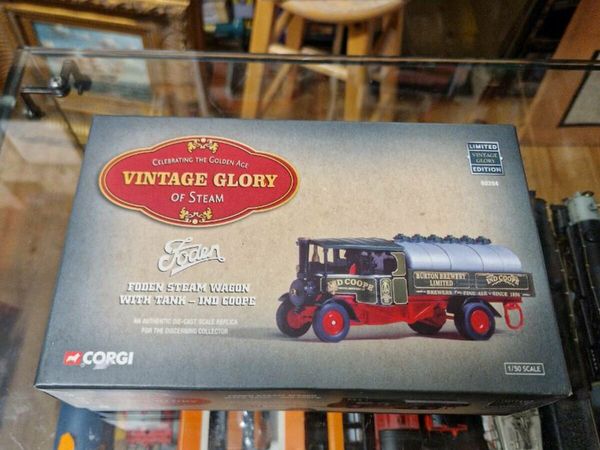 CELEBRATING THE GOLDEN AGE
VINTAGE GLORY
OF STEAM
LIMITED
VINTAGE
GLORY
EDITION
Foden
FODEN STEAM WAGON
WITH TANK – IND COOPE
AN AUTHENTIC DIE-CAST SCALE REPLICA
FOR THE DISCERNING COLLECTOR
IND COOPE
BURTON BREWERY
LIMITED
IND COOPE
CORGI
1/50 SCALE